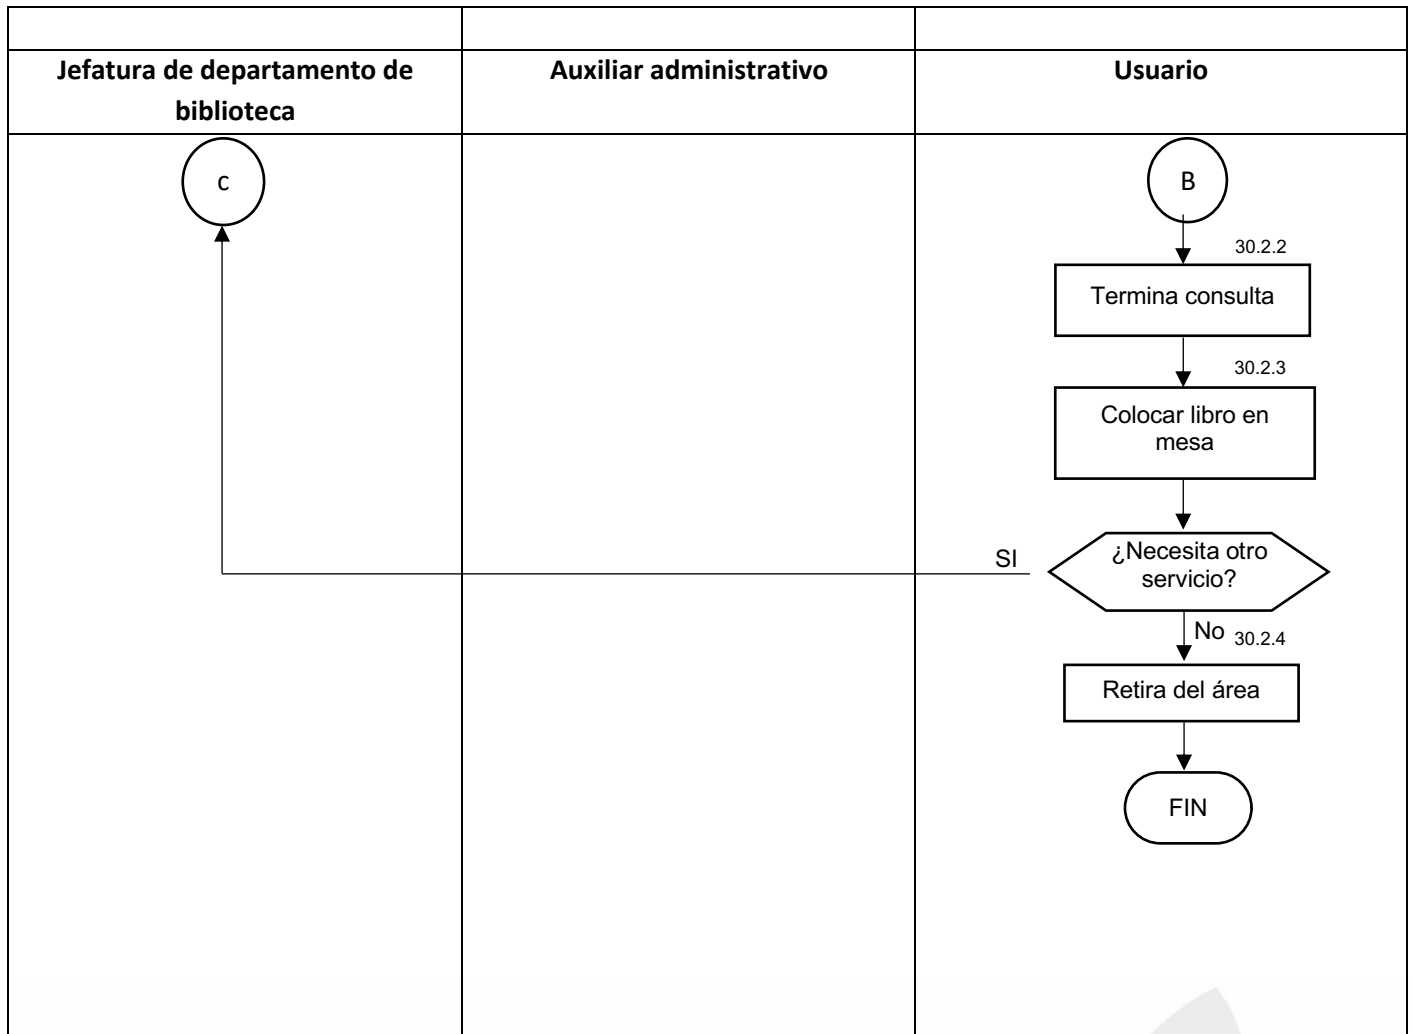 Jefatura de departamento de
biblioteca
Auxiliar administrativo
Usuario
c
B
30.2.2
Termina consulta
30.2.3
Colocar libro en
mesa
SI
¿Necesita otro
servicio?
No
30.2.4
Retira del área
FIN